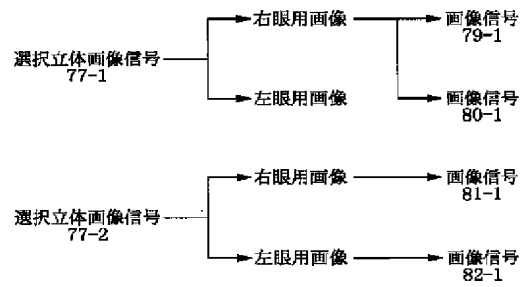 右眼用画像
画像信号
79-1
選択立体画像信号
77-1
左眼用画像
画像信号
80-1
右眼用画像
画像信号
81-1
選択立体画像信号
77-2
左眼用画像
画像信号
82-1